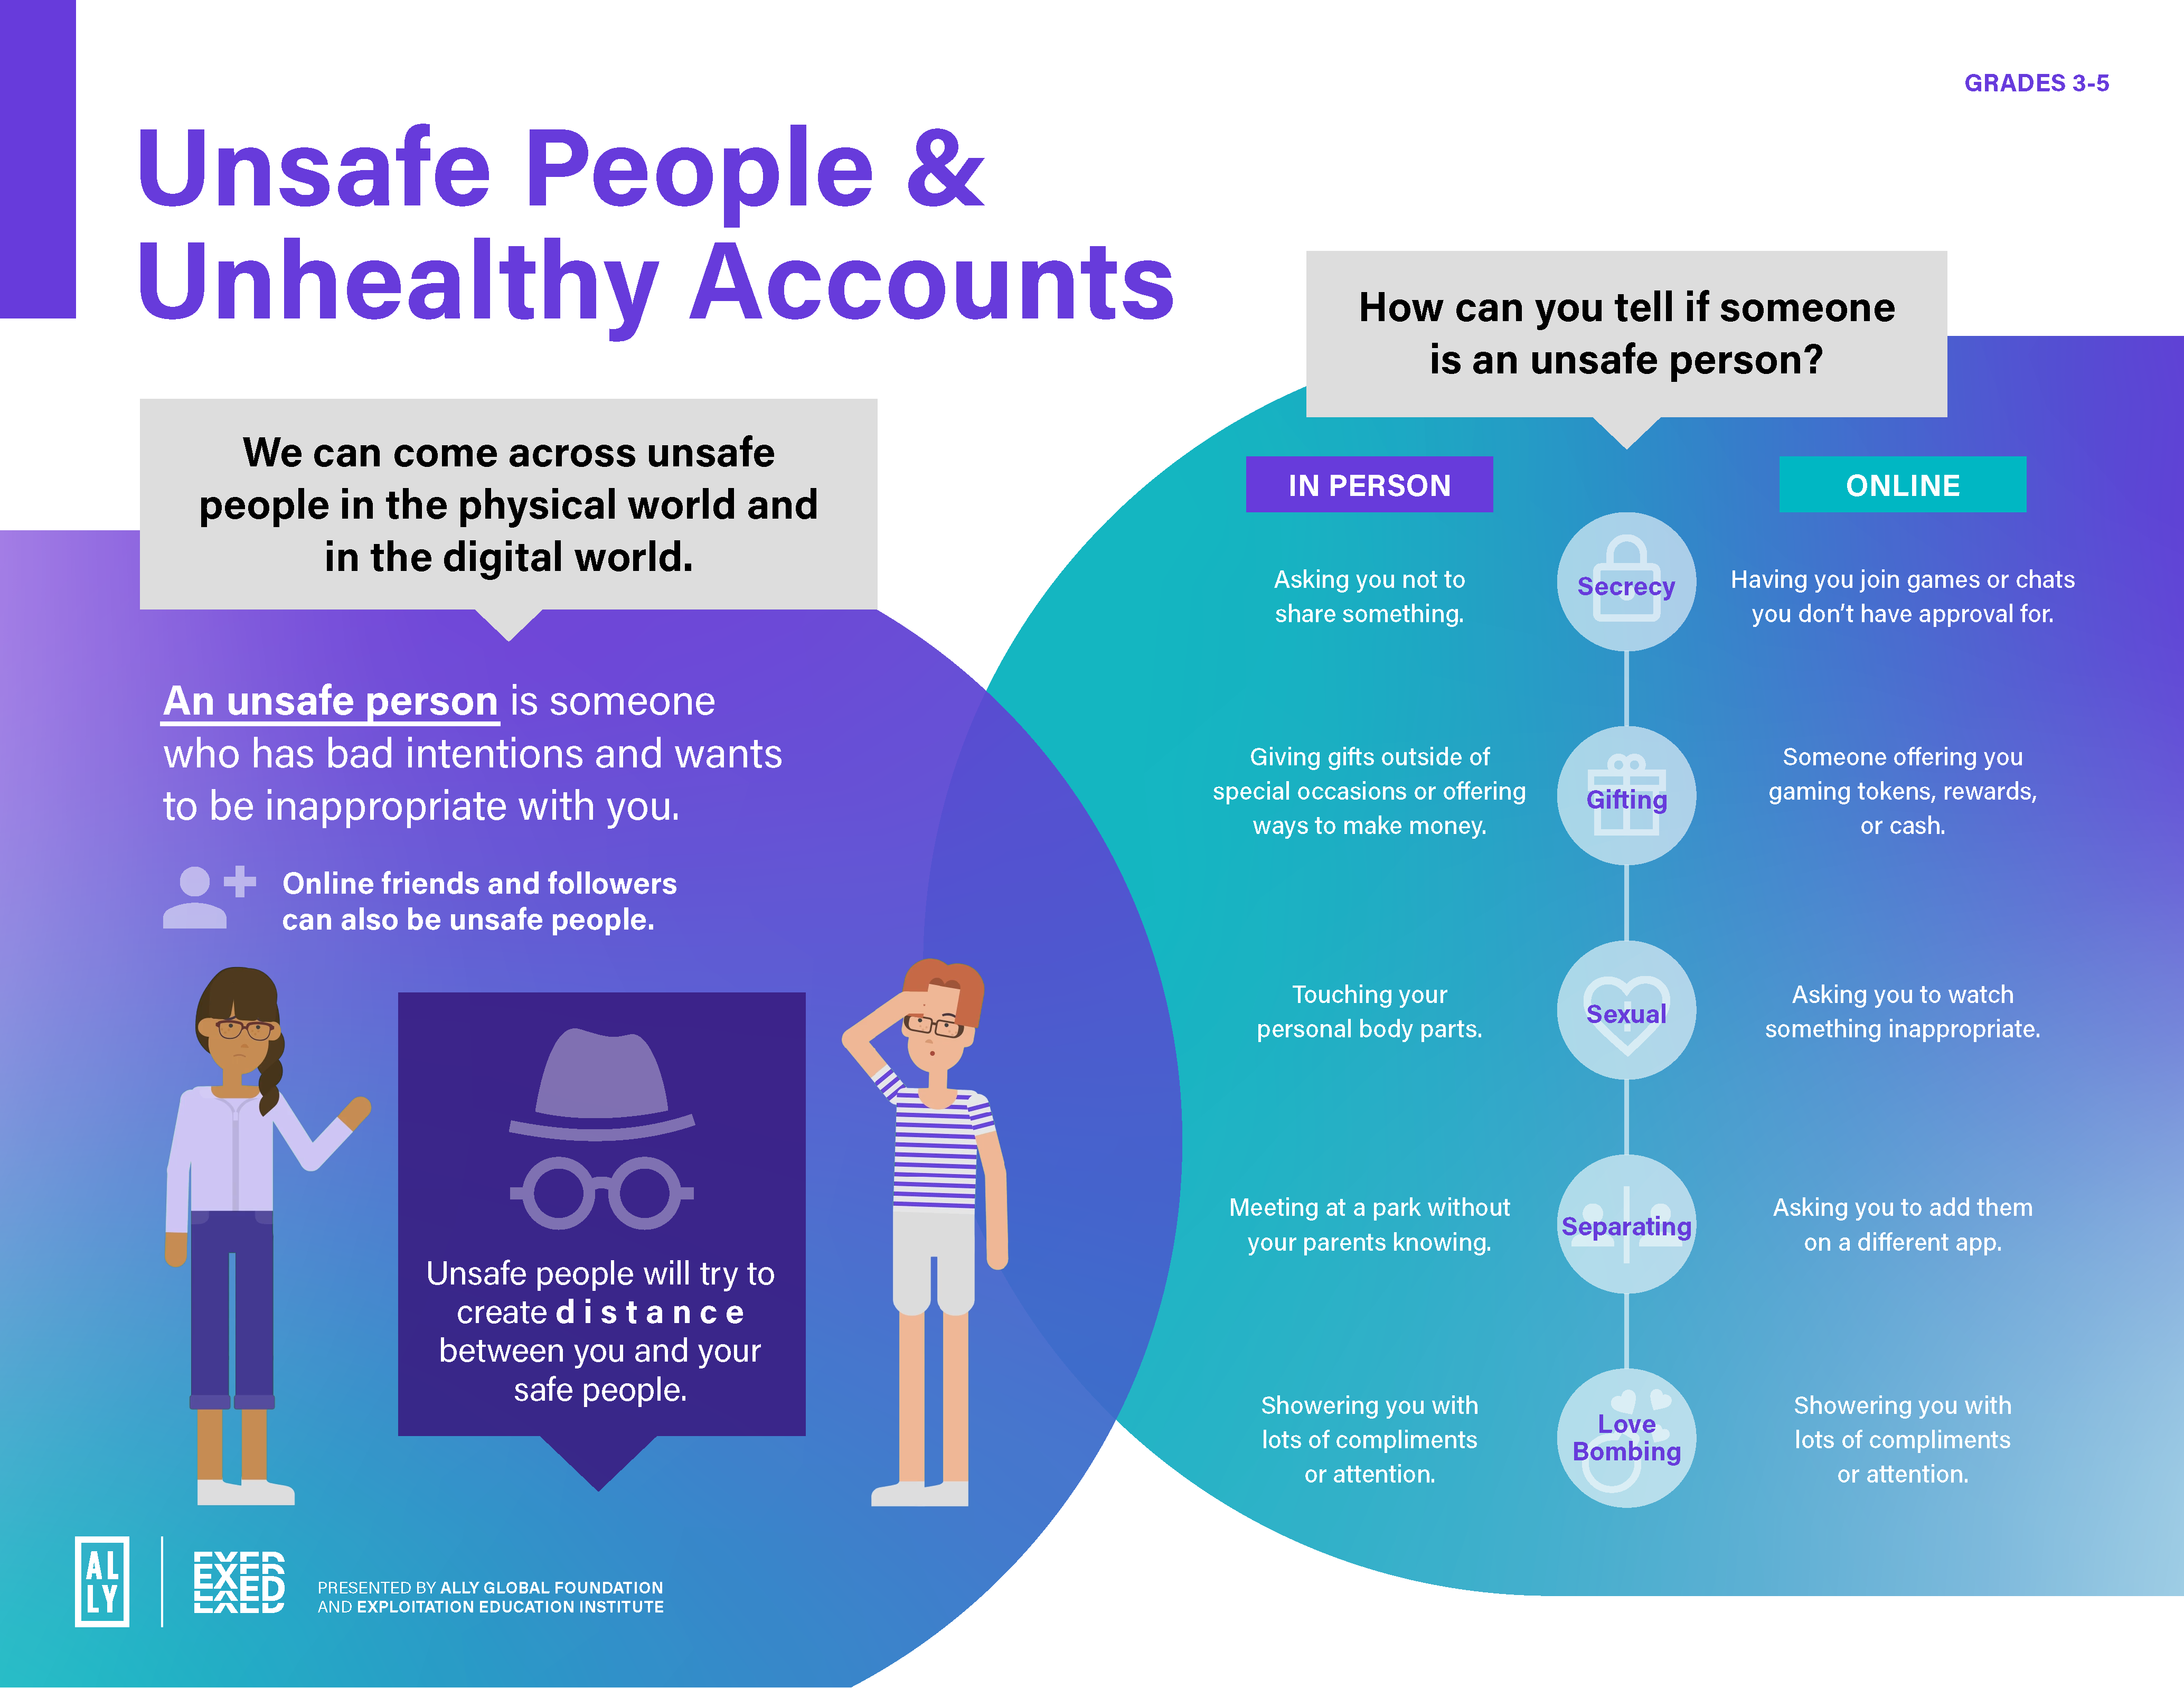 GRADES 3-5
Unsafe People &
Unhealthy Accounts
We can come across unsafe
people in the physical world and
in the digital world.
An unsafe person is someone
who has bad intentions and wants
to be inappropriate with you.
Online friends and followers
can also be unsafe people.
Unsafe people will try to
create distance
between you and your
safe people.
How can you tell if someone
is an unsafe person?
IN PERSON
ONLINE
Asking you not to
share something.
Secrecy
Having you join games or chats
you don't have approval for.
Giving gifts outside of
special occasions or offering
ways to make money.
Gifting
Someone offering you
gaming tokens, rewards,
or cash.
Touching your
personal body parts.
Sexual
Asking you to watch
something inappropriate.
Meeting at a park without
your parents knowing.
Separating
Asking you to add them
on a different app.
Showering you with
lots of compliments
or attention.
Love
Bombing
Showering you with
lots of compliments
or attention.
AL
LY
EXED
EXED
EXED
PRESENTED BY ALLY GLOBAL FOUNDATION
AND EXPLOITATION EDUCATION INSTITUTE